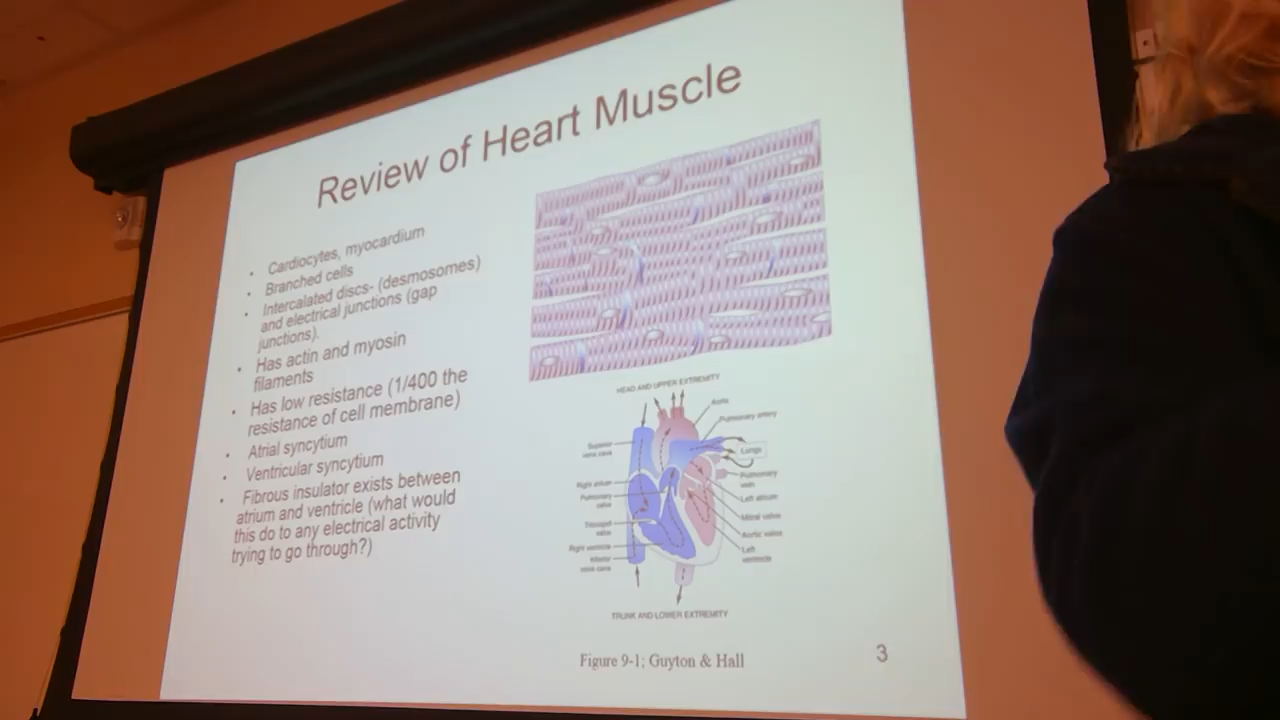 Review of Heart Muscle
• Cardiocytes, myocardium
• Branched cells
• Intercalated discs- (desmosomes)
and electrical junctions (gap
junctions).
• Has actin and myosin
filaments
• Has low resistance (1/400 the
resistance of cell membrane)
• Atrial syncytium
• Ventricular syncytium
• Fibrous insulator exists between
atrium and ventricle (what would
this do to any electrical activity
trying to go through?)
HEAD AND UPPER EXTREMITY
Aorta
Pulmonary artery
Superior
vena cava
Lungs
Right atrium
Pulmonary
vein
Pulmonary
valve
Left atrium
Tricuspid
valve
Mitral valve
Aortic valve
Right ventricle
Left
ventricle
Inferior
vena cava
TRUNK AND LOWER EXTREMITY
Figure 9-1; Guyton & Hall
3